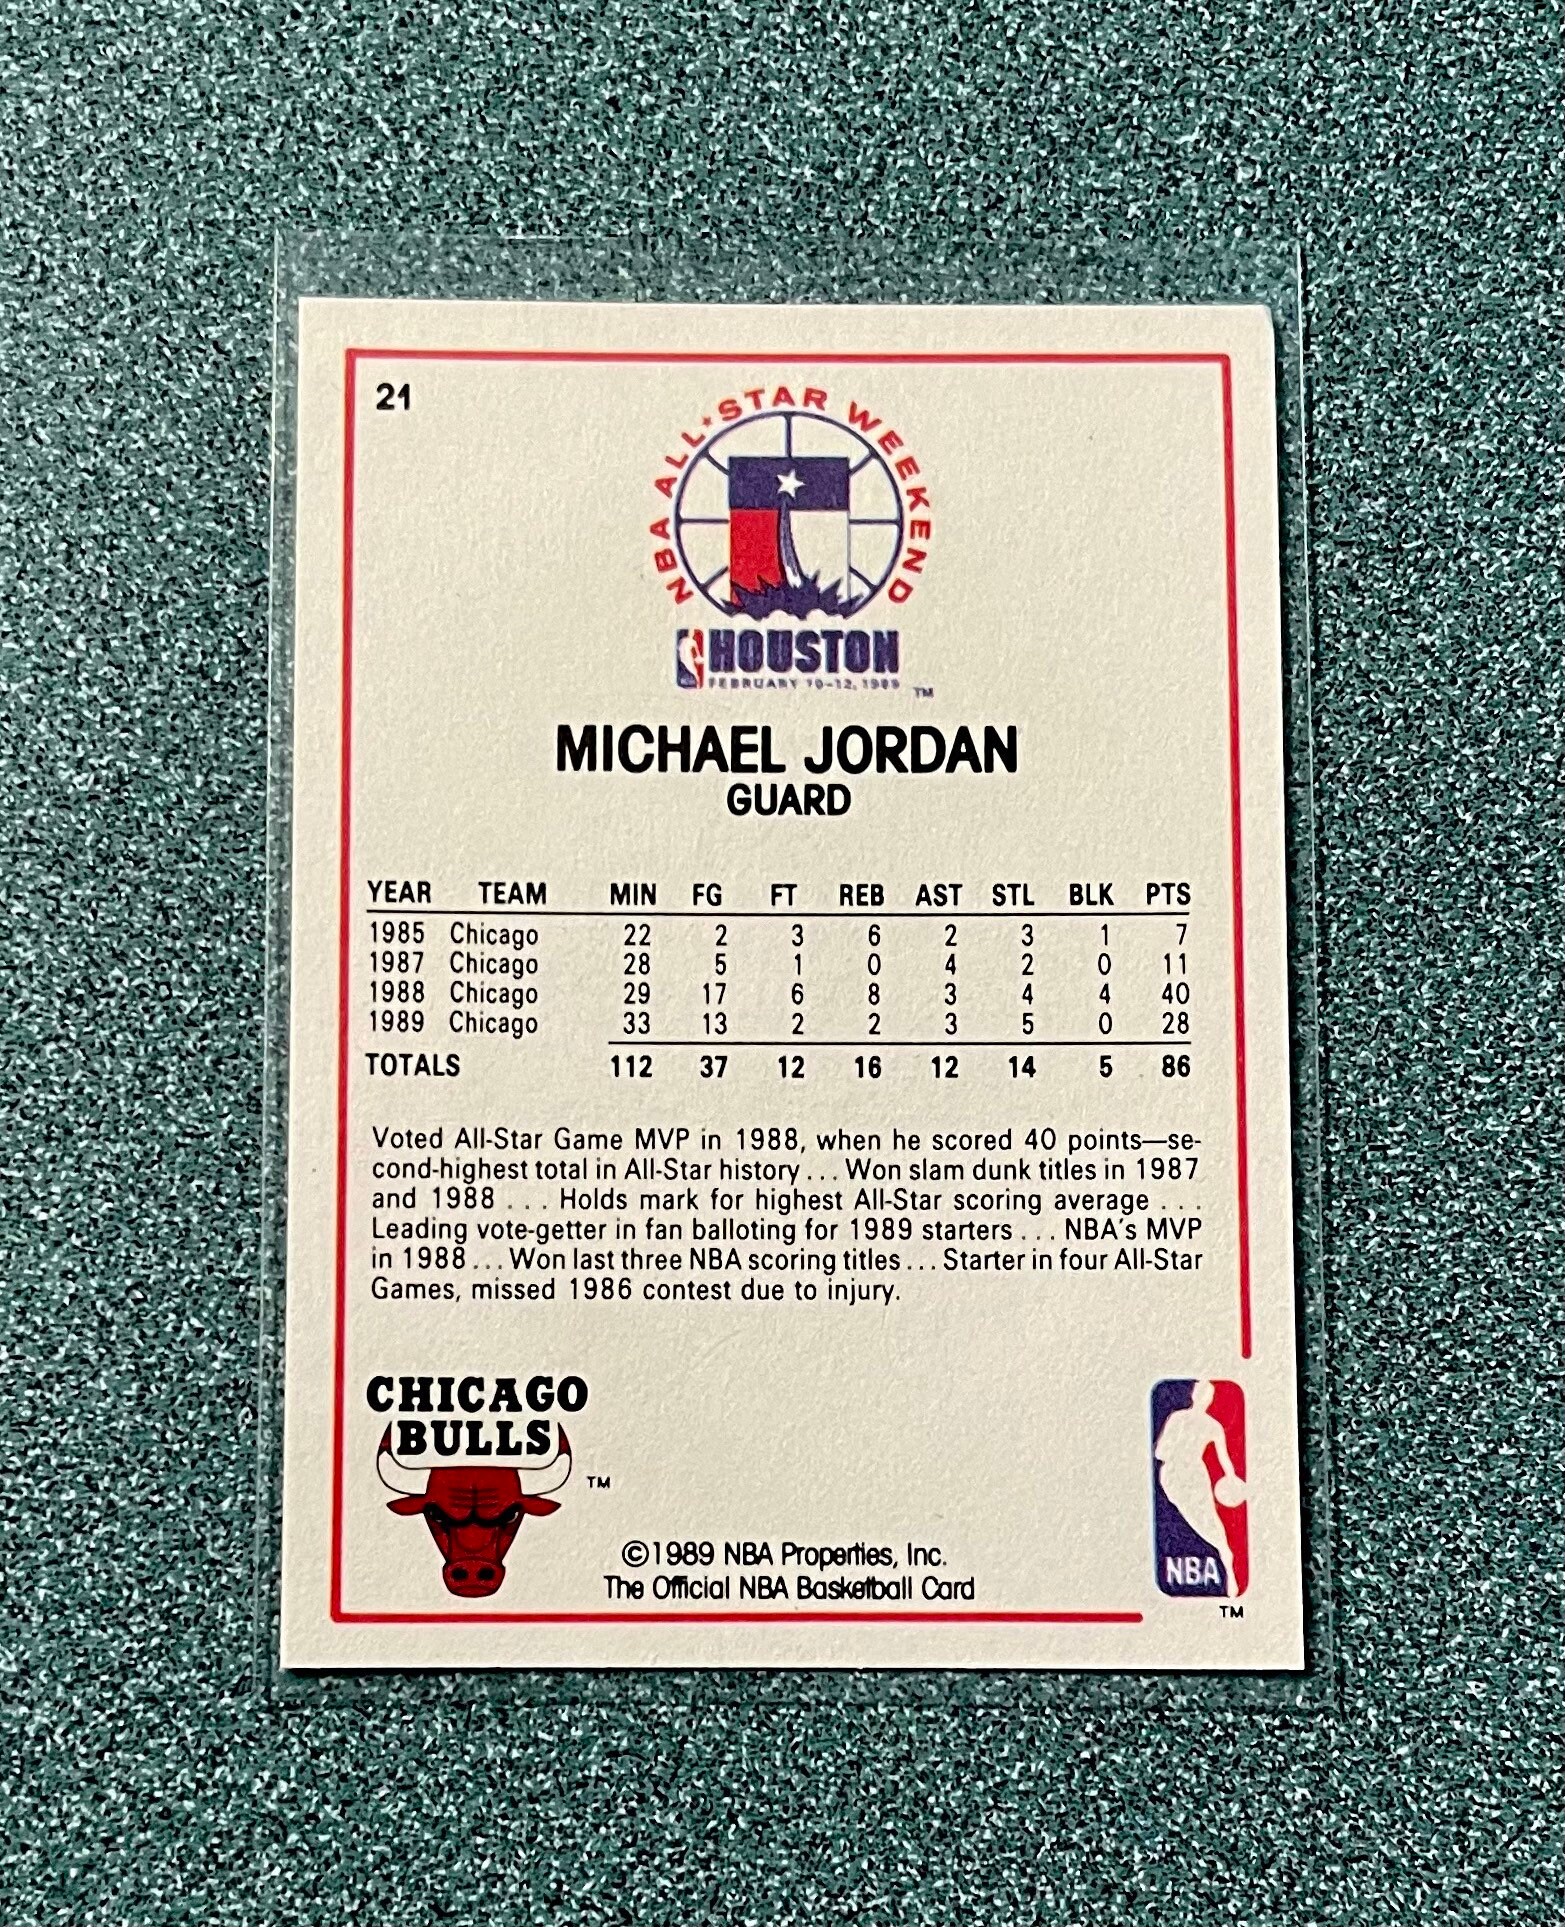 21
NBA ALL★STAR WEEKEND
HOUSTON
FEBRUARY 10-12, 1989 ™
MICHAEL JORDAN
GUARD
YEAR TEAM MIN FG FT REB AST STL BLK PTS
1985 Chicago 22 2 3 6 2 3 1 7
1987 Chicago 28 5 1 0 4 2 0 11
1988 Chicago 29 17 6 8 3 4 4 40
1989 Chicago 33 13 2 2 3 5 0 28
TOTALS 112 37 12 16 12 14 5 86
Voted All-Star Game MVP in 1988, when he scored 40 points—se-
cond-highest total in All-Star history... Won slam dunk titles in 1987
and 1988 ... Holds mark for highest All-Star scoring average ...
Leading vote-getter in fan balloting for 1989 starters ... NBA's MVP
in 1988... Won last three NBA scoring titles... Starter in four All-Star
Games, missed 1986 contest due to injury.
CHICAGO
BULLS
™
©1989 NBA Properties, Inc.
The Official NBA Basketball Card
NBA
™